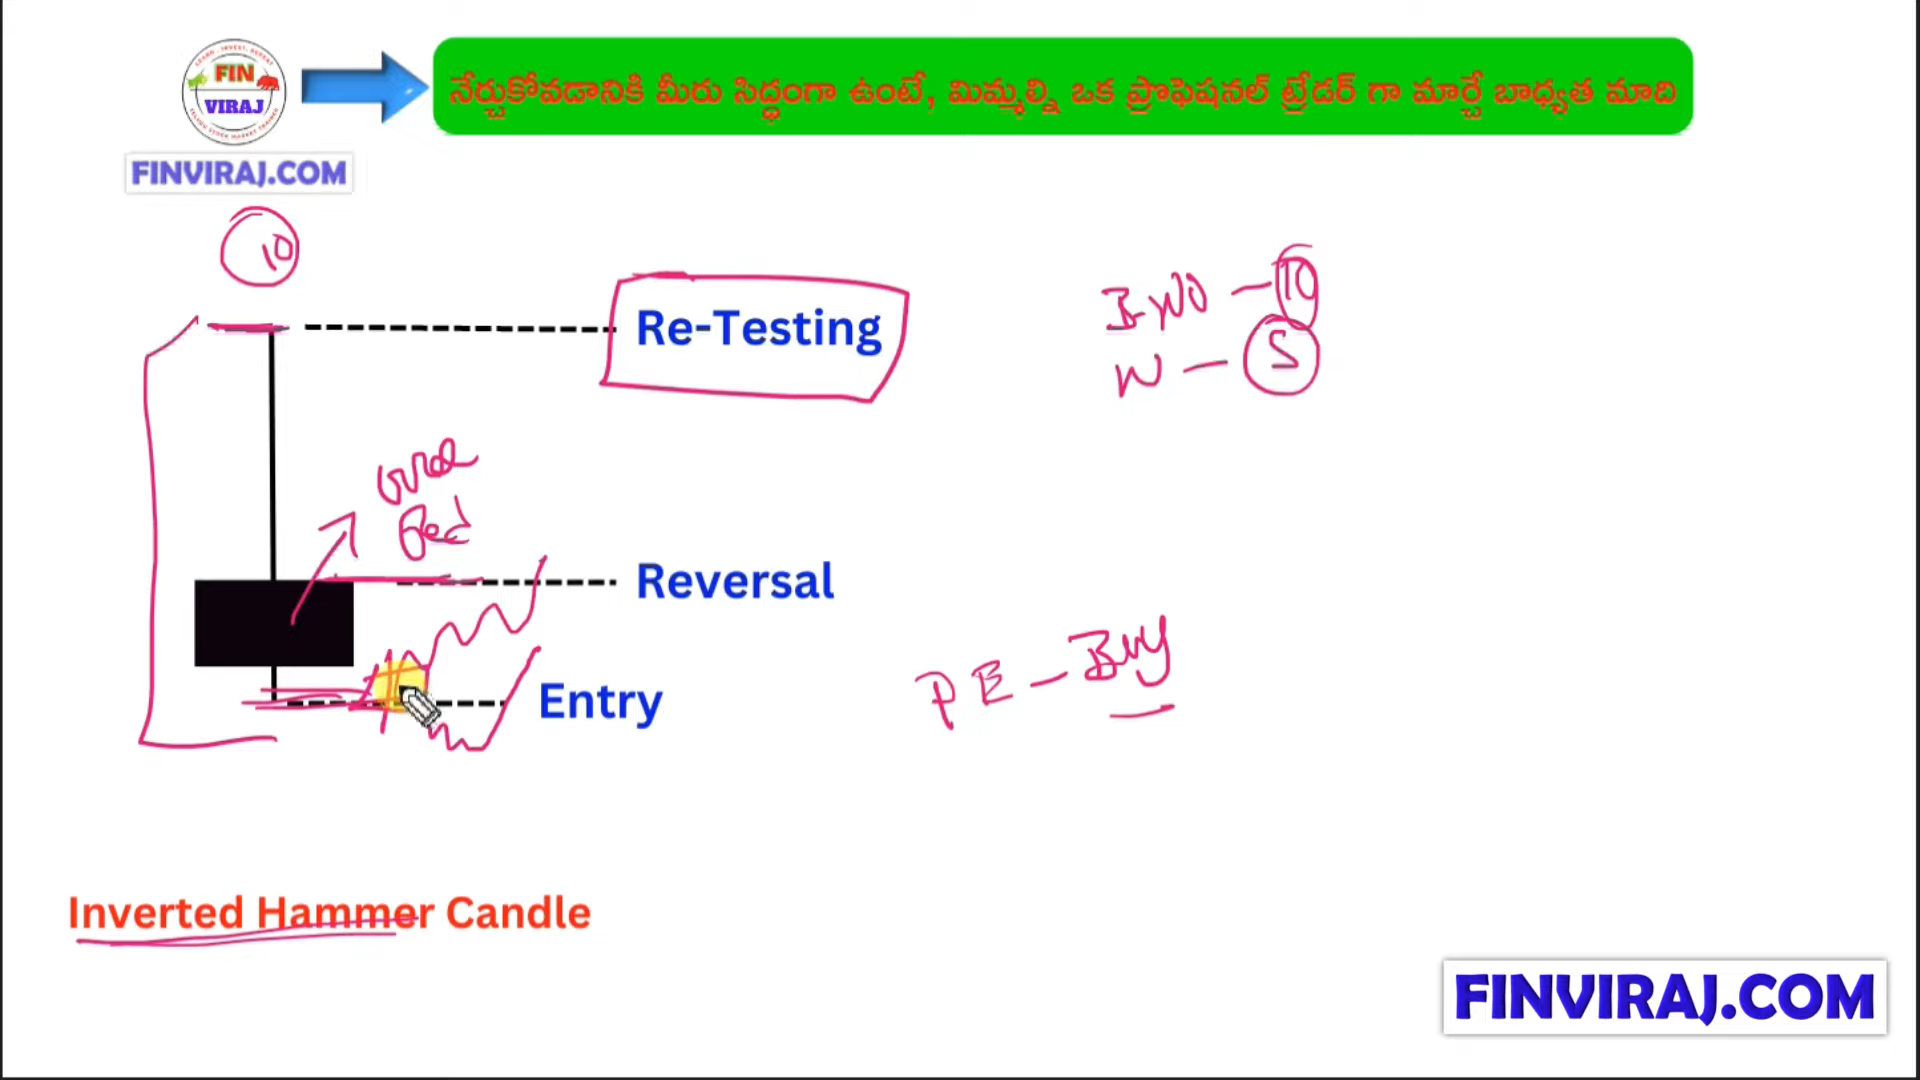 FIN
VIRAJ
FINVIRAJ.COM
నేర్చుకోవడానికి మీరు సిద్ధంగా ఉంటే, మిమ్మల్ని ఒక ప్రొఫెషనల్ ట్రేడర్ గా మార్చే బాధ్యత మాది
10
Re-Testing
Red
Reversal
Entry
PE - Buy
Inverted Hammer Candle
FINVIRAJ.COM